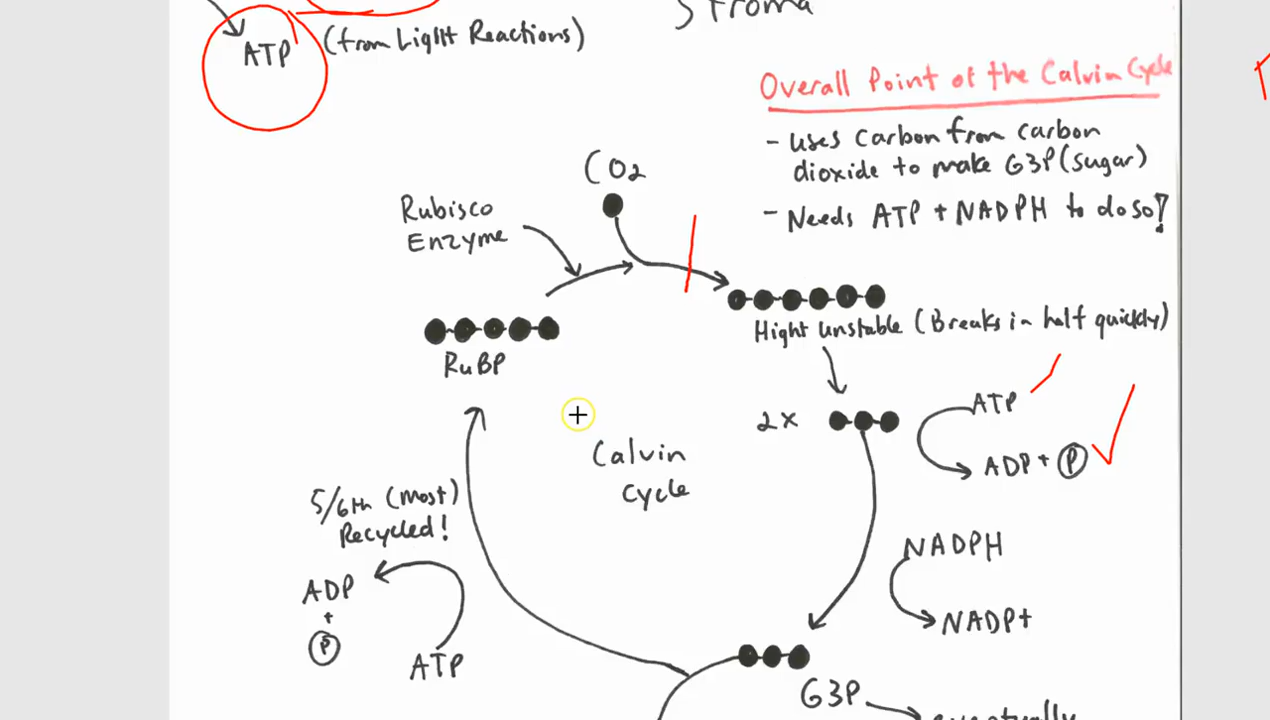 Stroma
ATP (from Light Reactions)
Overall Point of the Calvin Cycle
- Uses Carbon from carbon
dioxide to make G3P (sugar)
- Needs ATP + NADPH to do so!
CO2
Rubisco
Enzyme
Hight unstable (Breaks in half quickly)
RuBP
2x
ATP
ADP + P
Calvin
Cycle
5/6th (most)
Recycled!
NADPH
NADP+
ADP
+
P
ATP
G3P
eventually